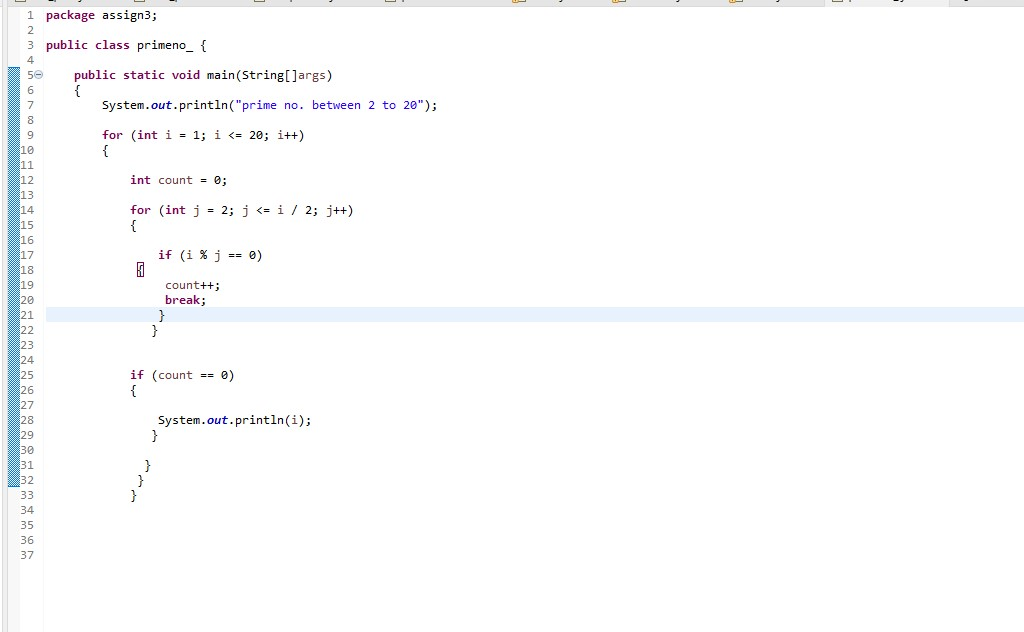 1 package assign3;
2
3 public class primeno_ {
4
5 public static void main(String[]args)
6 {
7 System.out.println("prime no. between 2 to 20");
8
9 for (int i = 1; i <= 20; i++)
10 {
11
12 int count = 0;
13
14 for (int j = 2; j <= i / 2; j++)
15 {
16
17 if (i % j == 0)
18 {
19 count++;
20 break;
21 }
22 }
23
24
25 if (count == 0)
26 {
27
28 System.out.println(i);
29 }
30
31 }
32 }
33 }
34
35
36
37